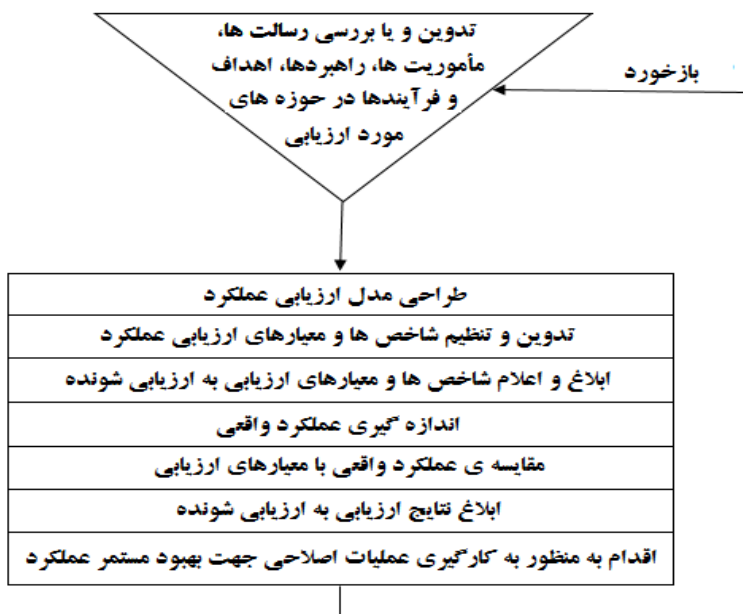 تدوین و یا بررسی رسالت ها،
مأموریت ها، راهبردها، اهداف
و فرآیندها در حوزه های
مورد ارزیابی
بازخورد
طراحی مدل ارزیابی عملکرد
تدوین و تنظیم شاخص ها و معیارهای ارزیابی عملکرد
ابلاغ و اعلام شاخص ها و معیارهای ارزیابی به ارزیابی شونده
اندازه گیری عملکرد واقعی
مقایسه ی عملکرد واقعی با معیارهای ارزیابی
ابلاغ نتایج ارزیابی به ارزیابی شونده
اقدام به منظور به کارگیری عملیات اصلاحی جهت بهبود مستمر عملکرد